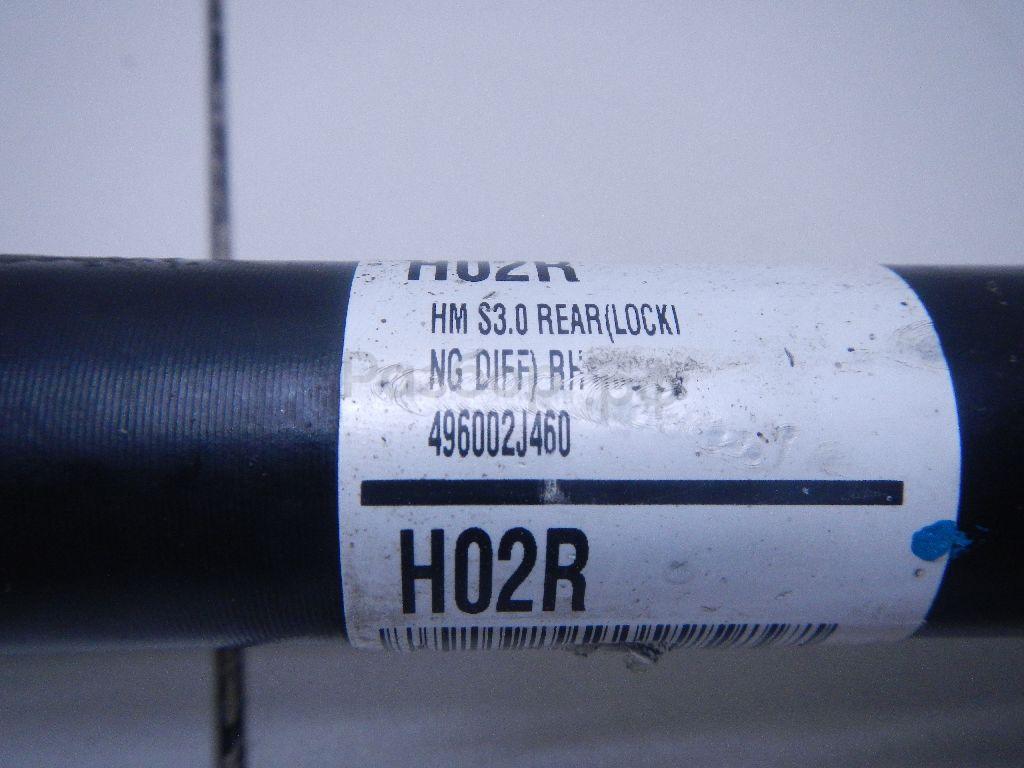 H02R
HM S3.0 REAR(LOCKI
NG DIFF) RH
496002J460
H02R